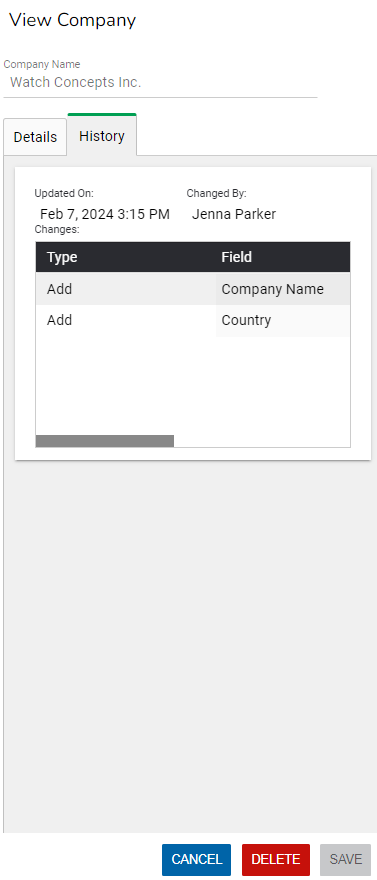 View Company
Company Name
Watch Concepts Inc.
Details History
Updated On: Changed By:
Feb 7, 2024 3:15 PM Jenna Parker
Changes:
Type Field
Add Company Name
Add Country
CANCEL DELETE SAVE